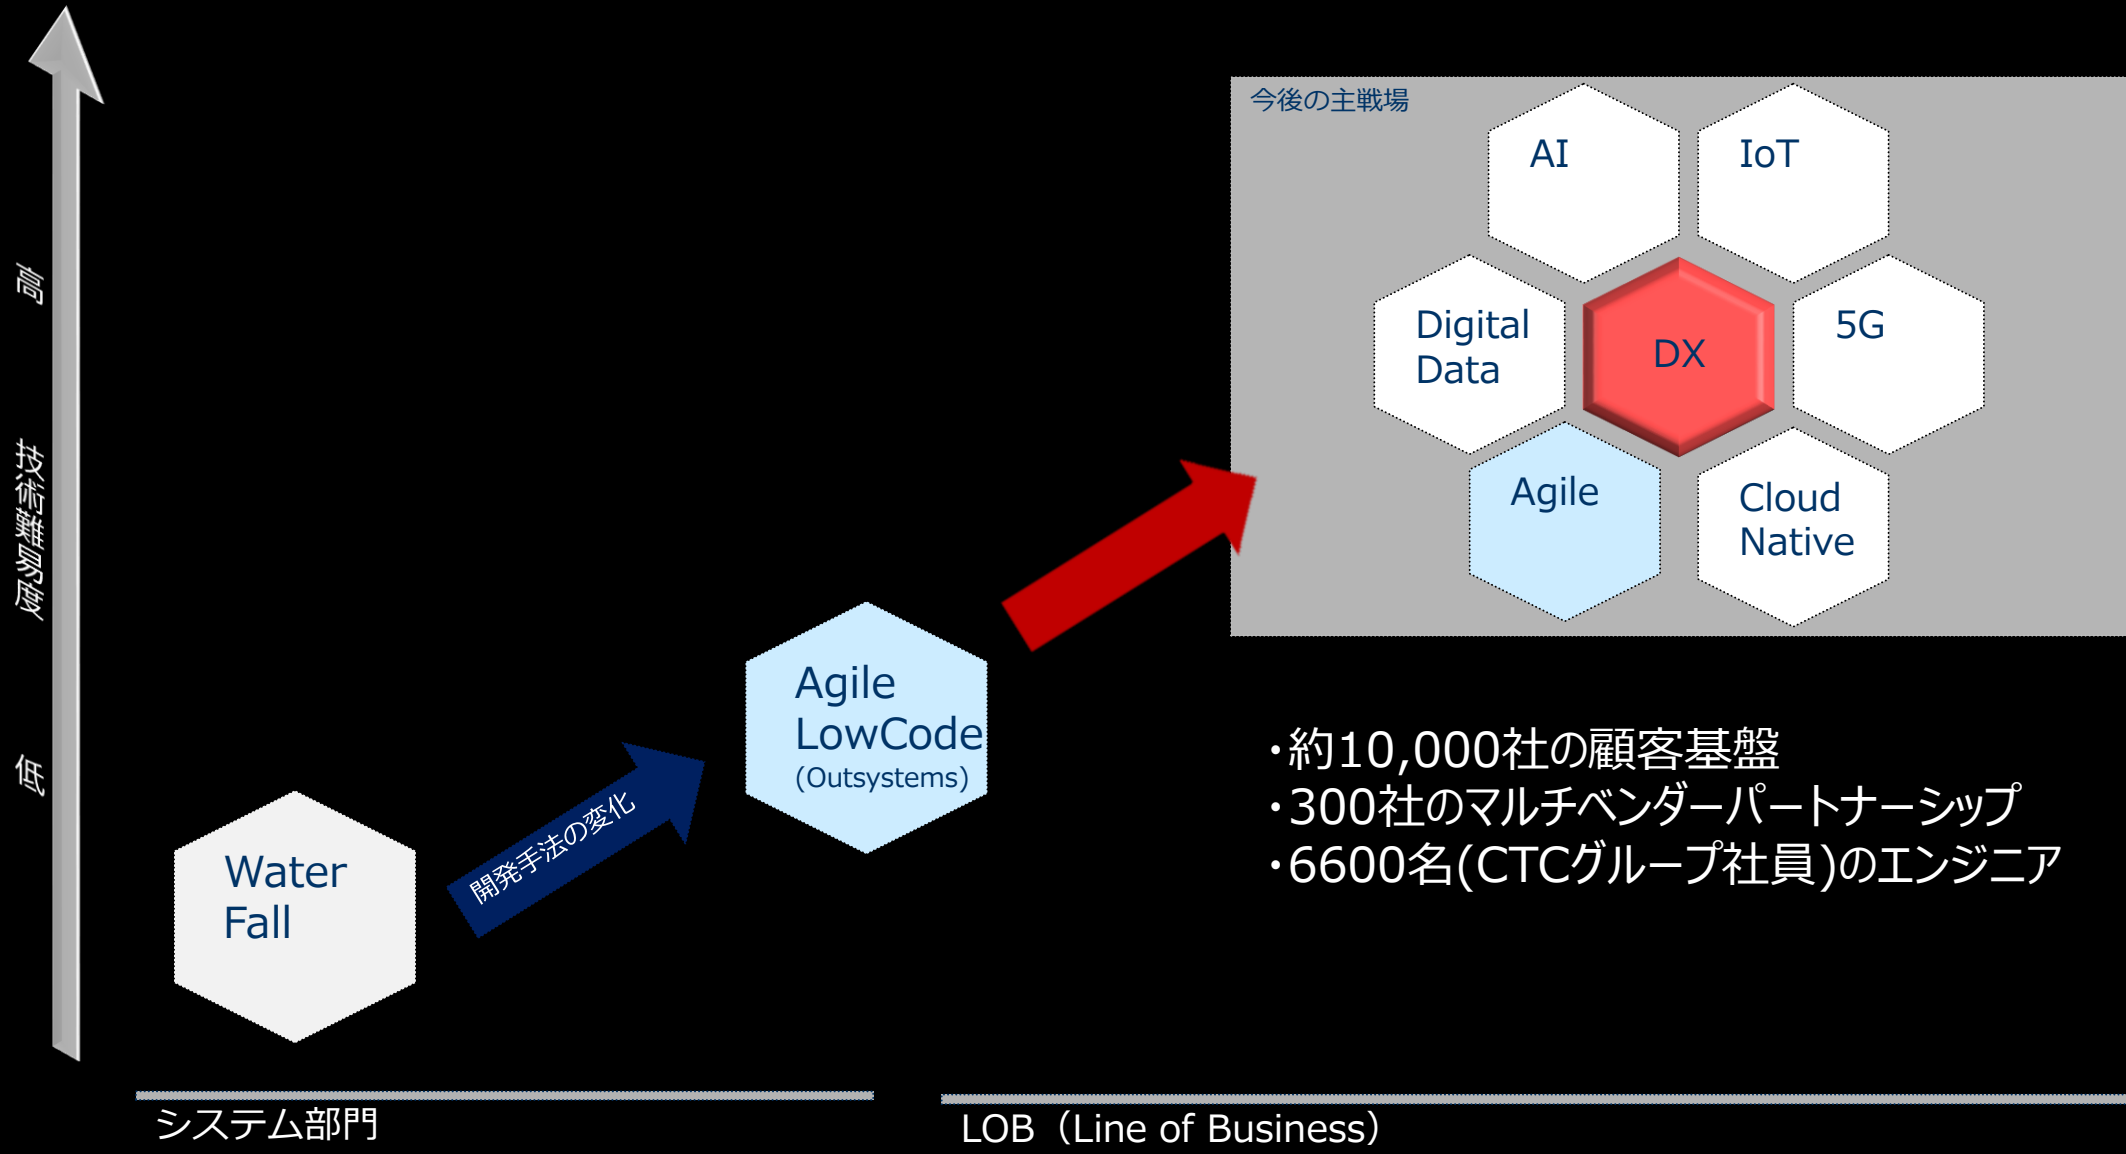 高
技術難易度
低
今後の主戦場
AI
IoT
Digital
Data
DX
5G
Agile
Cloud
Native
Agile
LowCode
(Outsystems)
開発手法の変化
Water
Fall
・約10,000社の顧客基盤
・300社のマルチベンダーパートナーシップ
・6600名(CTCグループ社員)のエンジニア
システム部門
LOB（Line of Business）